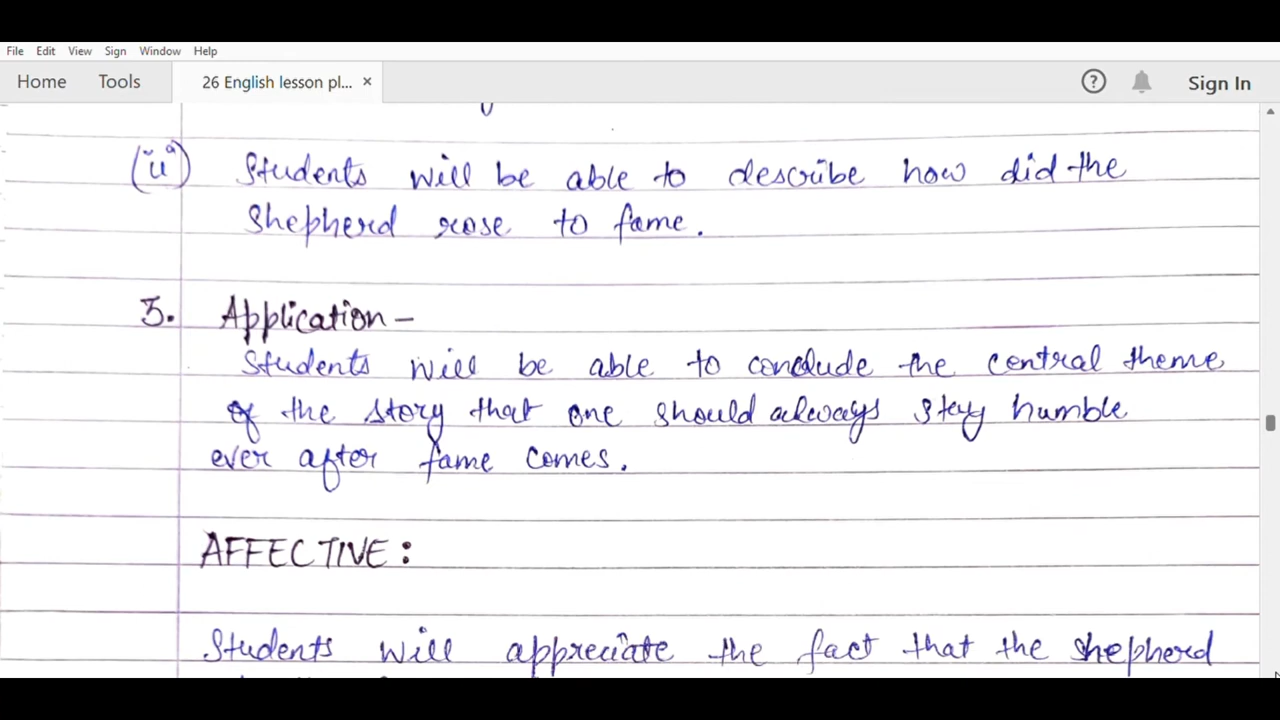 File Edit View Sign Window Help
Home Tools 26 English lesson pl... × ? Sign In
(ii) Students will be able to describe how did the
shepherd rose to fame.
3. Application -
Students will be able to conclude the central theme
of the story that one should always stay humble
ever after fame comes.
AFFECTIVE :
Students will appreciate the fact that the shepherd